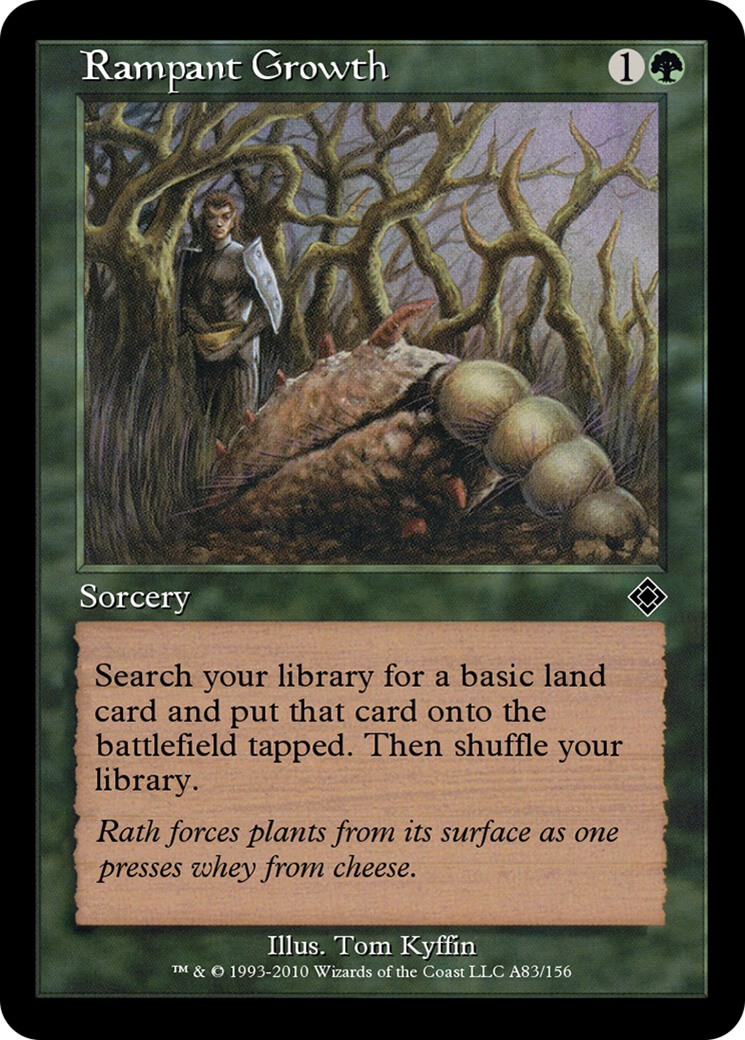 Rampant Growth 1
Sorcery
Search your library for a basic land
card and put that card onto the
battlefield tapped. Then shuffle your
library.
Rath forces plants from its surface as one
presses whey from cheese.
Illus. Tom Kyffin
™ & © 1993-2010 Wizards of the Coast LLC A83/156